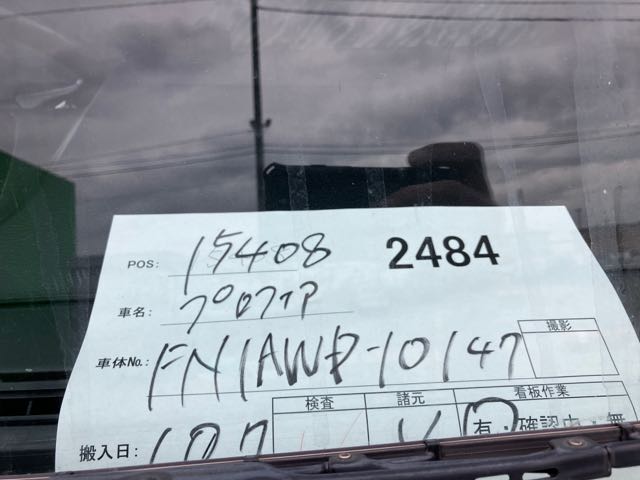 POS: 15408 2484
車名: プロフィア
車体No.: FN1AWD-10147
撮影
検査 諸元 看板作業
搬入日: 107 有・確認中・無